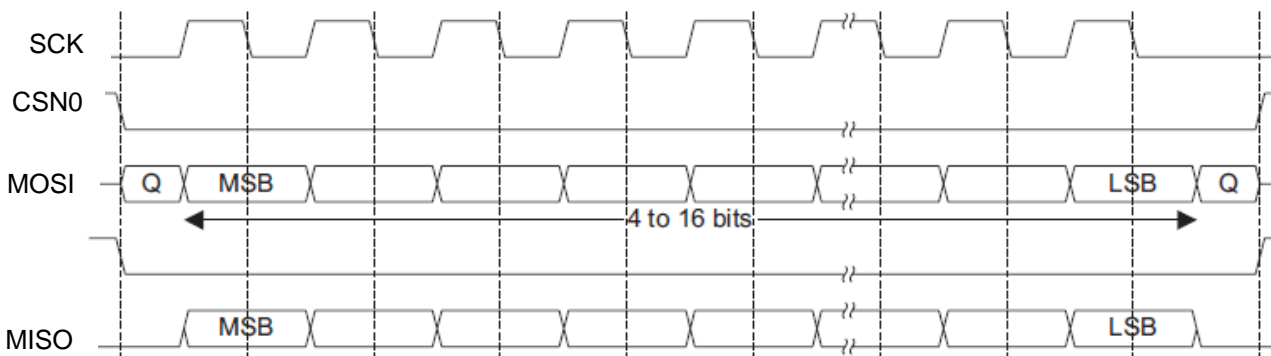 SCK
CSN0
MOSI Q MSB LSB Q
4 to 16 bits
MISO MSB LSB